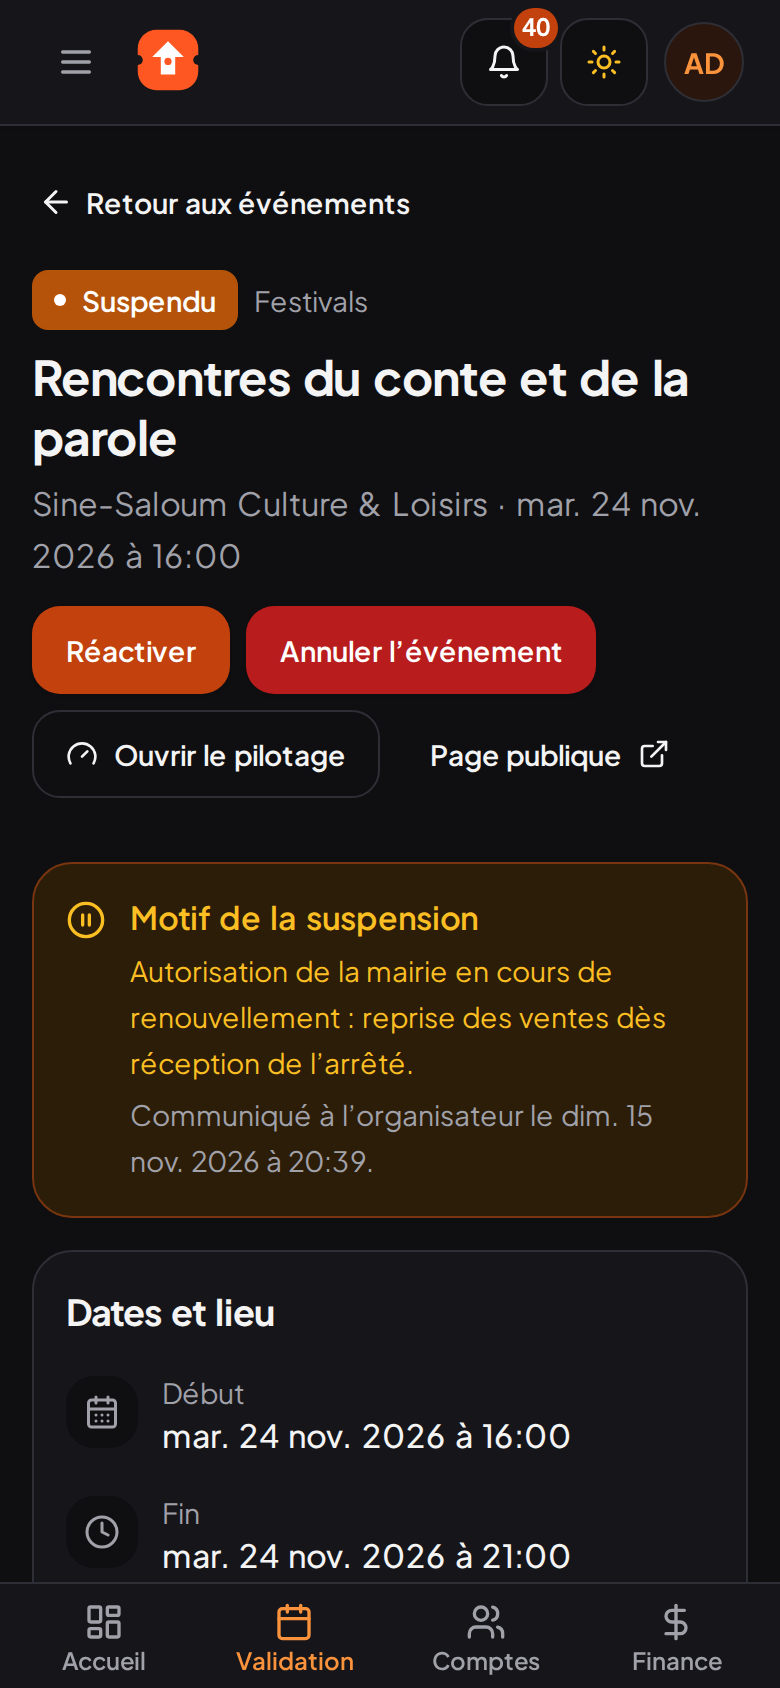 40
AD
Retour aux événements
Suspendu
Festivals
Rencontres du conte et de la
parole
Sine-Saloum Culture & Loisirs · mar. 24 nov.
2026 à 16:00
Réactiver
Annuler l’événement
Ouvrir le pilotage
Page publique
Motif de la suspension
Autorisation de la mairie en cours de
renouvellement : reprise des ventes dès
réception de l’arrêté.
Communiqué à l’organisateur le dim. 15
nov. 2026 à 20:39.
Dates et lieu
Début
mar. 24 nov. 2026 à 16:00
Fin
mar. 24 nov. 2026 à 21:00
Accueil
Validation
Comptes
Finance